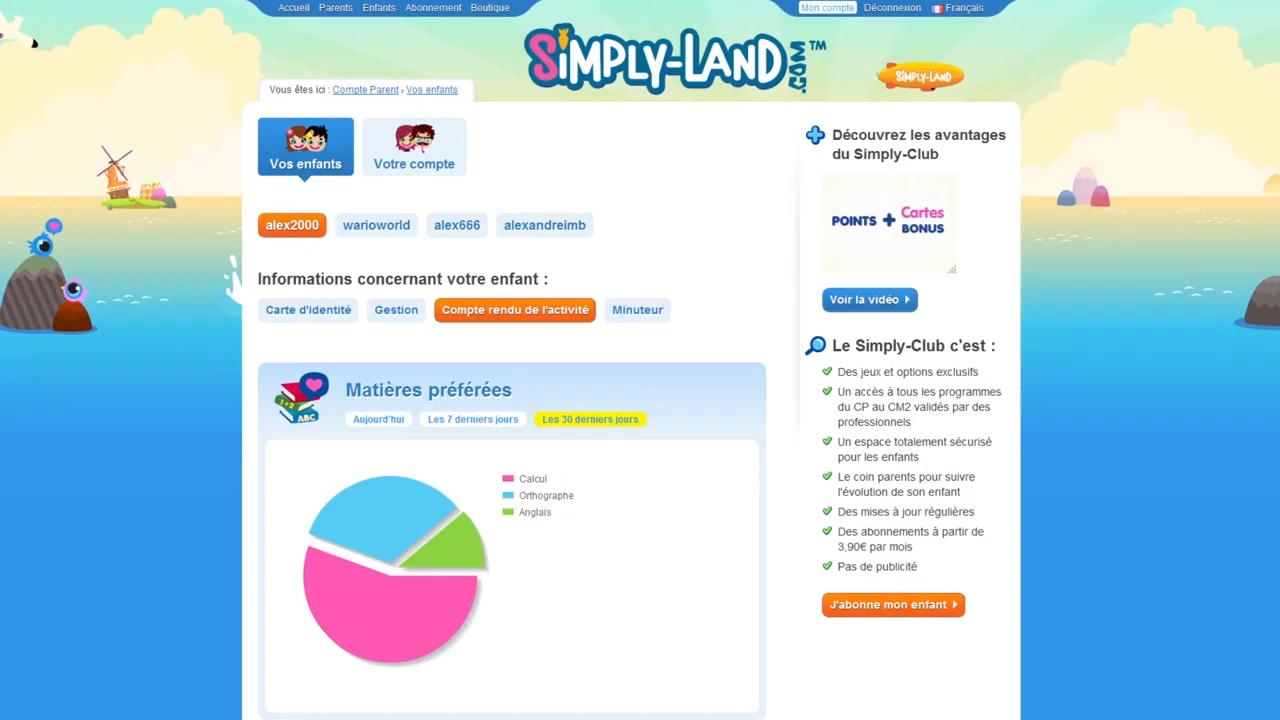 Accueil Parents Enfants Abonnement Boutique
Mon compte Déconnexion Français
SIMPLY-LAND.COM™
SIMPLY-LAND
Vous êtes ici : Compte Parent › Vos enfants
Vos enfants
Votre compte
alex2000
warioworld
alex666
alexandreimb
Informations concernant votre enfant :
Carte d'identité
Gestion
Compte rendu de l'activité
Minuteur
1+2
ABC
Matières préférées
Aujourd'hui
Les 7 derniers jours
Les 30 derniers jours
Calcul
Orthographe
Anglais
Découvrez les avantages
du Simply-Club
POINTS + Cartes
BONUS
Voir la vidéo
Le Simply-Club c'est :
Des jeux et options exclusifs
Un accès à tous les programmes
du CP au CM2 validés par des
professionnels
Un espace totalement sécurisé
pour les enfants
Le coin parents pour suivre
l'évolution de son enfant
Des mises à jour régulières
Des abonnements à partir de
3,90€ par mois
Pas de publicité
J'abonne mon enfant